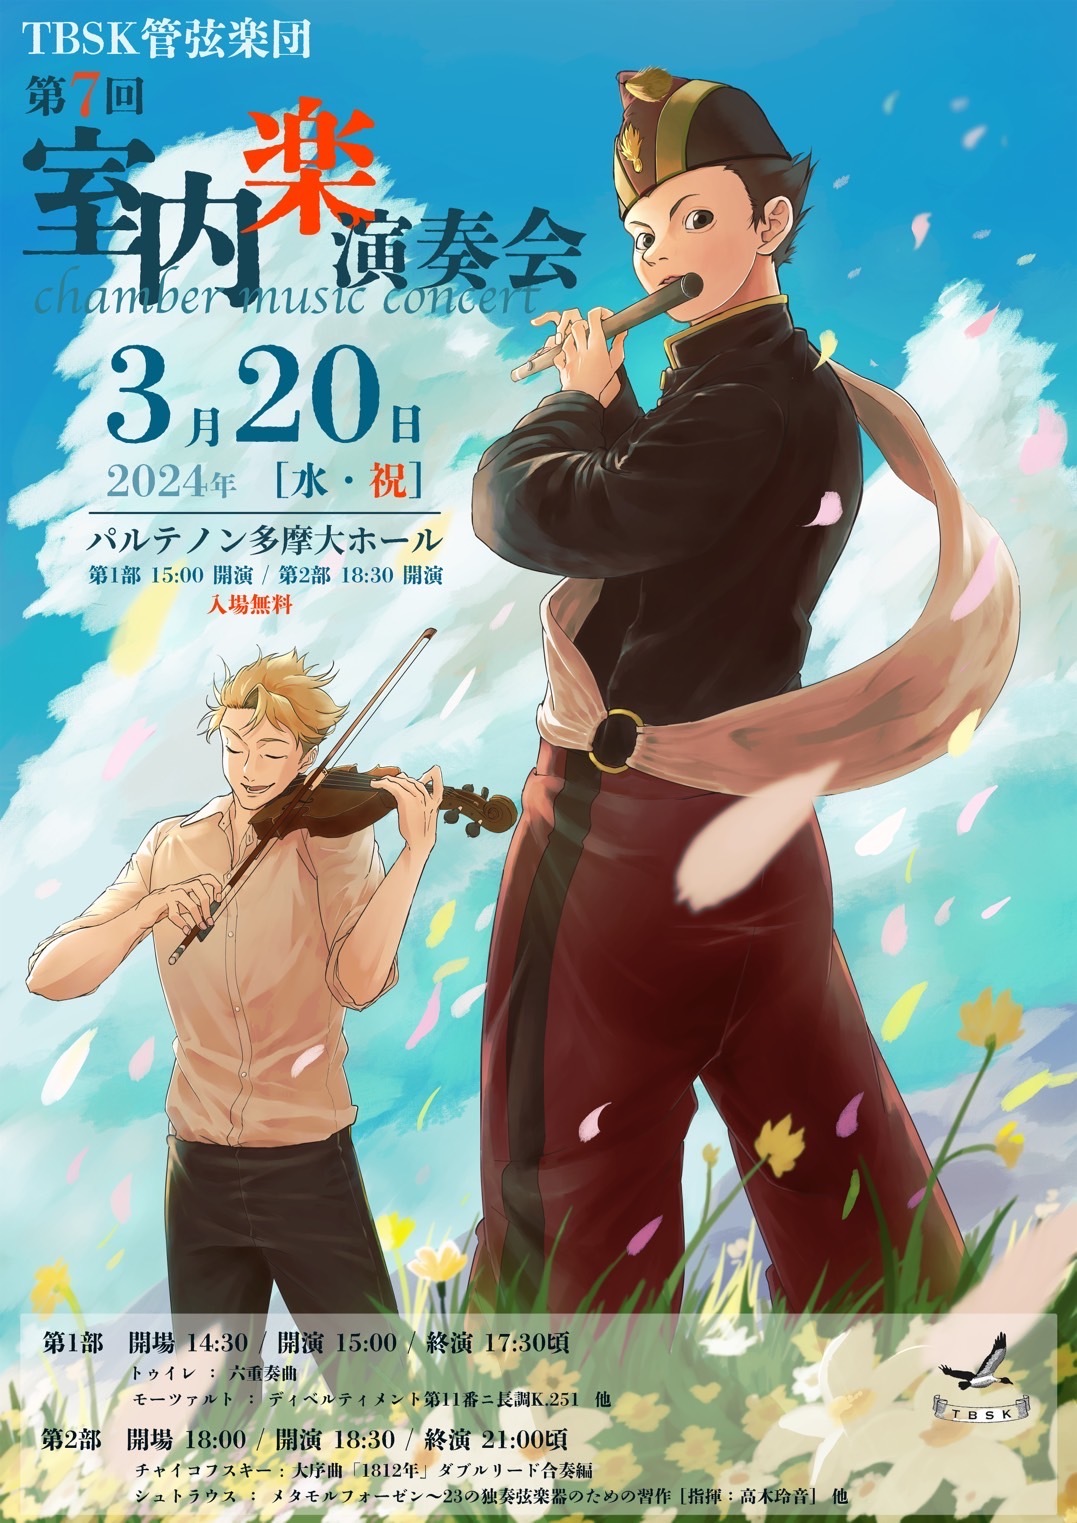 TBSK管弦楽団
第7回
室内楽演奏会
chamber music concert
3月20日
2024年 [水・祝]
パルテノン多摩大ホール
第1部 15:00 開演 / 第2部 18:30 開演
入場無料
第1部 開場 14:30 / 開演 15:00 / 終演 17:30頃
トゥイレ : 六重奏曲
モーツァルト : ディベルティメント第11番ニ長調K.251 他
第2部 開場 18:00 / 開演 18:30 / 終演 21:00頃
チャイコフスキー : 大序曲「1812年」ダブルリード合奏編
シュトラウス : メタモルフォーゼン～23の独奏弦楽器のための習作 [指揮：高木玲音] 他
TBSK